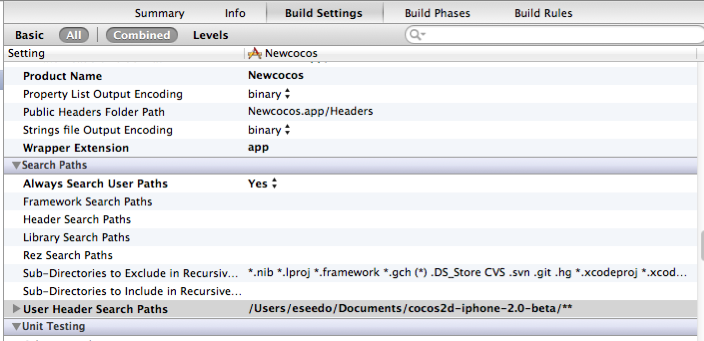 Summary Info Build Settings Build Phases Build Rules
Basic All Combined Levels
Setting Newcocos
Product Name Newcocos
Property List Output Encoding binary
Public Headers Folder Path Newcocos.app/Headers
Strings file Output Encoding binary
Wrapper Extension app
Search Paths
Always Search User Paths Yes
Framework Search Paths
Header Search Paths
Library Search Paths
Rez Search Paths
Sub-Directories to Exclude in Recursiv... *.nib *.lproj *.framework *.gch (*) .DS_Store CVS .svn .git .hg *.xcodeproj *.xcod...
Sub-Directories to Include in Recursive...
User Header Search Paths /Users/eseedo/Documents/cocos2d-iphone-2.0-beta/**
Unit Testing